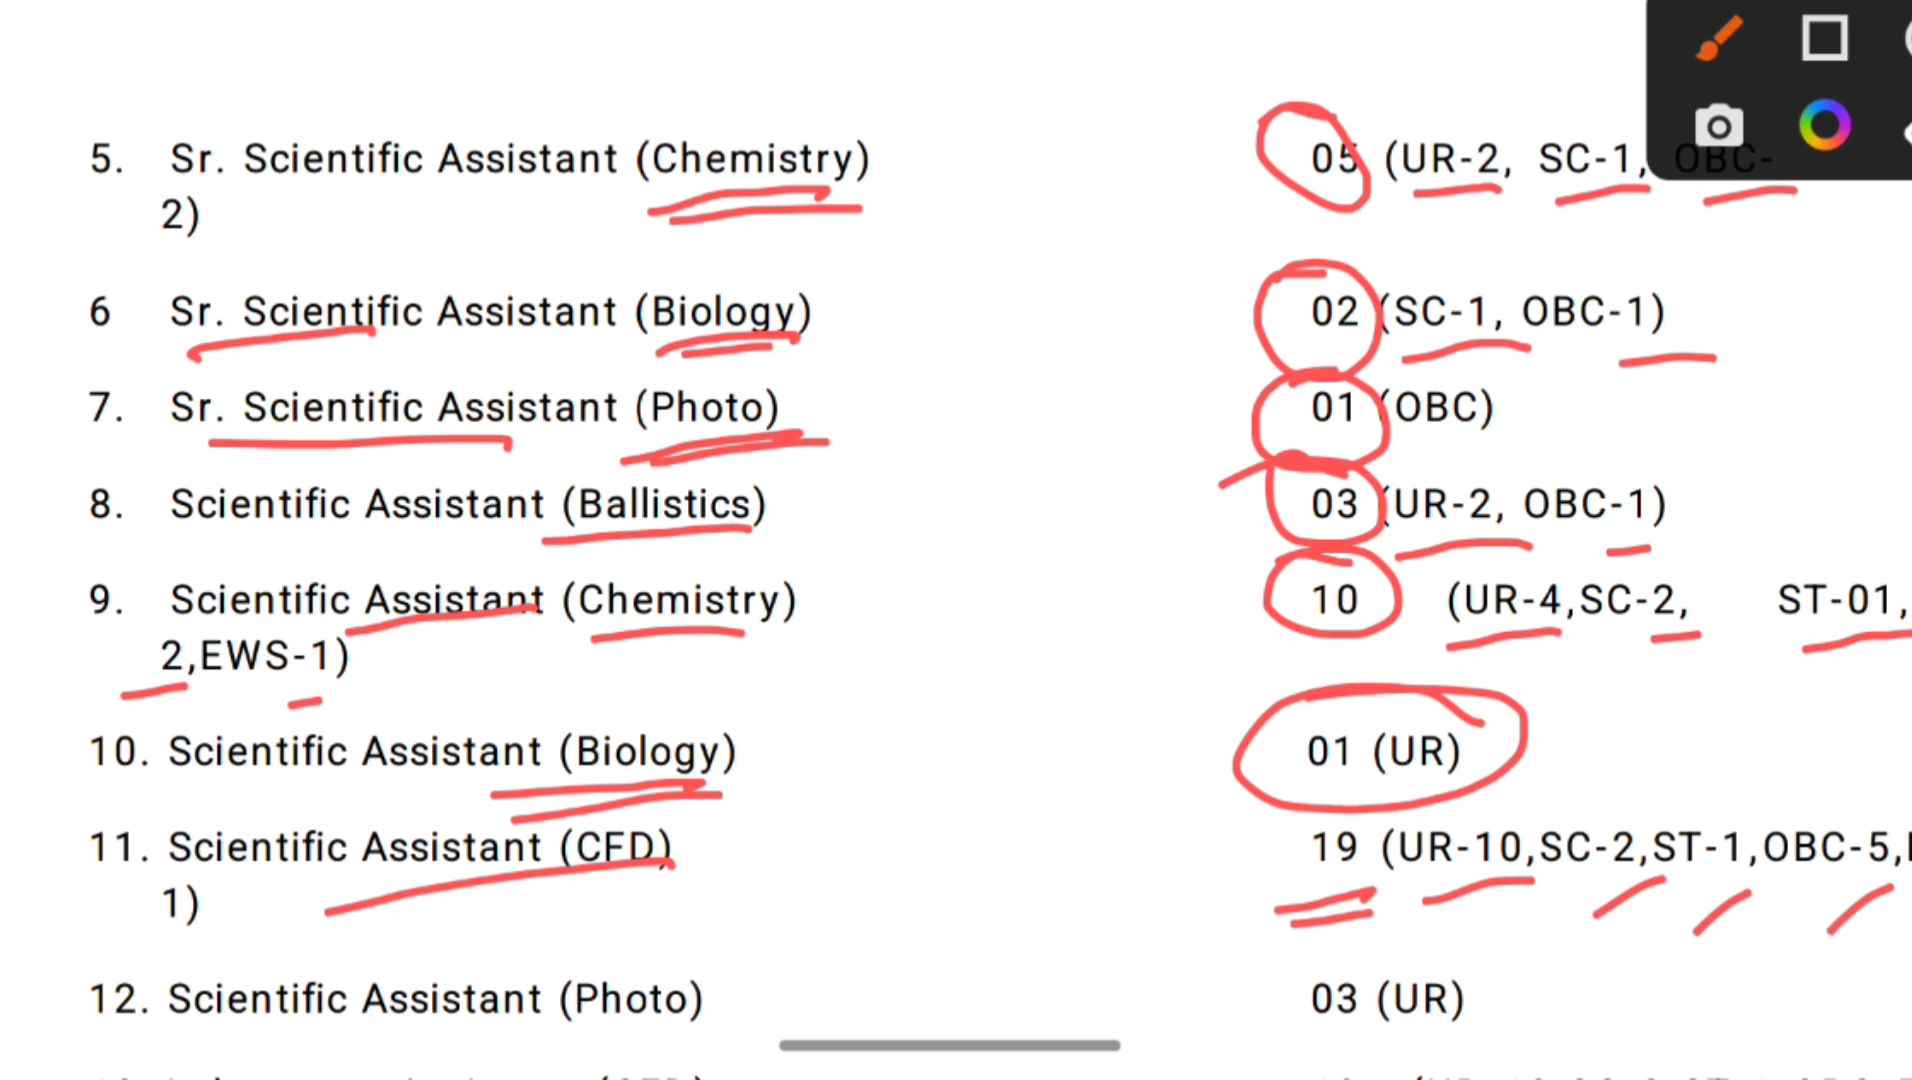 5. Sr. Scientific Assistant (Chemistry) 05 (UR-2, SC-1, OBC-
2)
6 Sr. Scientific Assistant (Biology) 02 (SC-1, OBC-1)
7. Sr. Scientific Assistant (Photo) 01 (OBC)
8. Scientific Assistant (Ballistics) 03 (UR-2, OBC-1)
9. Scientific Assistant (Chemistry) 10 (UR-4,SC-2, ST-01,
2,EWS-1)
10. Scientific Assistant (Biology) 01 (UR)
11. Scientific Assistant (CFD) 19 (UR-10,SC-2,ST-1,OBC-5,
1)
12. Scientific Assistant (Photo) 03 (UR)